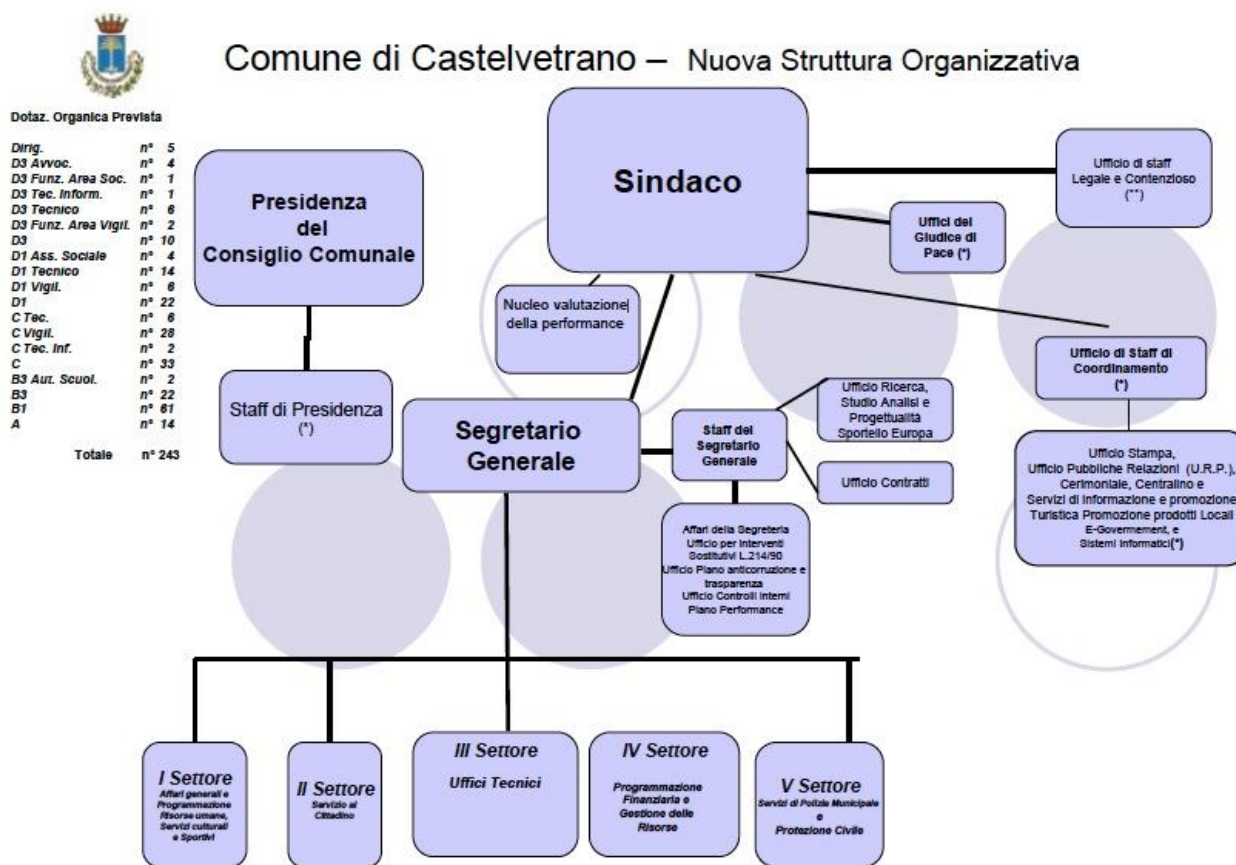 Comune di Castelvetrano – Nuova Struttura Organizzativa
Dotaz. Organica Prevista
Dirig. n° 5
D3 Avvoc. n° 4
D3 Funz. Area Soc. n° 1
D3 Tec. Inform. n° 1
D3 Tecnico n° 6
D3 Funz. Area Vigil. n° 2
D3 n° 10
D1 Ass. Sociale n° 4
D1 Tecnico n° 14
D1 Vigil. n° 6
D1 n° 22
C Tec. n° 6
C Vigil. n° 28
C Tec. Inf. n° 2
C n° 33
B3 Aut. Scuol. n° 2
B3 n° 22
B1 n° 61
A n° 14
Totale n° 243
Presidenza
del
Consiglio Comunale
Staff di Presidenza
(*)
Sindaco
Ufficio di staff
Legale e Contenzioso
(**)
Uffici del
Giudice di
Pace (*)
Nucleo valutazione
della performance
Ufficio di Staff di
Coordinamento
(*)
Ufficio Stampa,
Ufficio Pubbliche Relazioni (U.R.P.),
Cerimoniale, Centralino e
Servizi di Informazione e promozione
Turistica Promozione prodotti Locali
E-Governement, e
Sistemi Informatici(*)
Segretario
Generale
Staff del
Segretario
Generale
Ufficio Ricerca,
Studio Analisi e
Progettualità
Sportello Europa
Ufficio Contratti
Affari della Segreteria
Ufficio per Interventi
Sostitutivi L.214/90
Ufficio Piano anticorruzione e
trasparenza
Ufficio Controlli Interni
Piano Performance
I Settore
Affari generali e
Programmazione
Risorse umane,
Servizi culturali
e Sportivi
II Settore
Servizio al
Cittadino
III Settore
Uffici Tecnici
IV Settore
Programmazione
Finanziaria e
Gestione delle
Risorse
V Settore
Servizi di Polizia Municipale
e
Protezione Civile